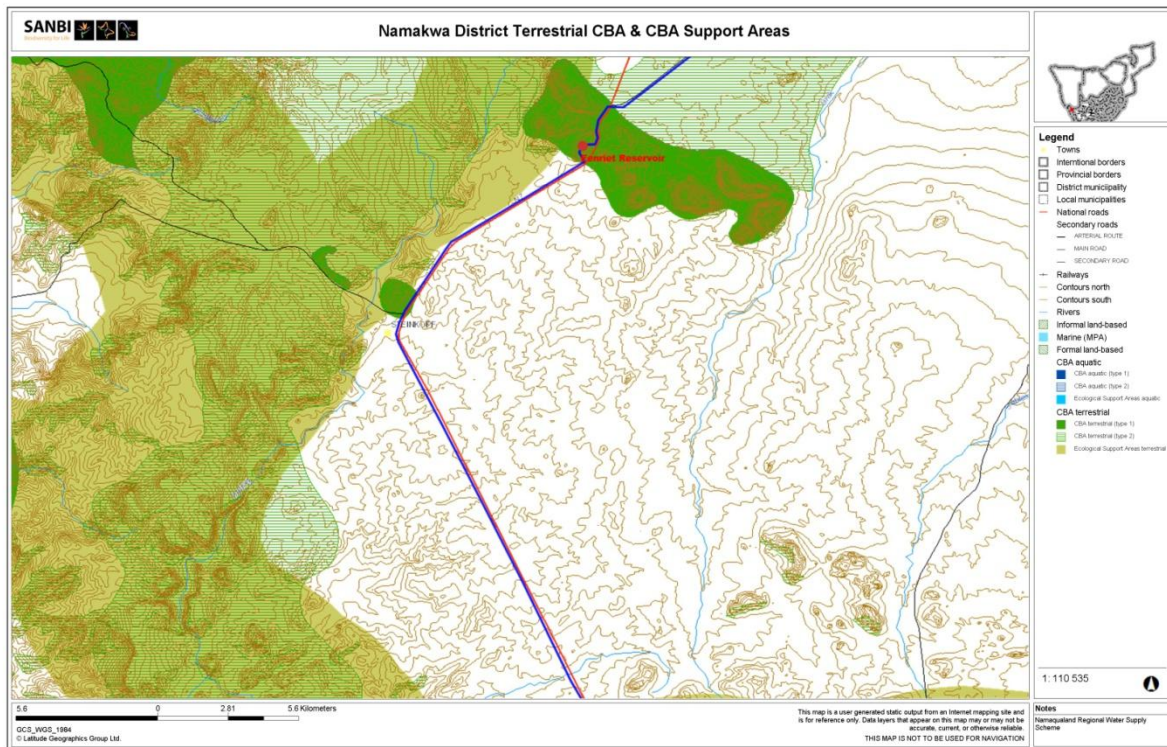 SANBI
Biodiversity for Life
Namakwa District Terrestrial CBA & CBA Support Areas
Eenriet Reservoir
STEINKOPF
Legend
Towns
Interntional borders
Provincial borders
District municiipality
Local municipalities
National roads
Secondary roads
ARTERIAL ROUTE
MAIN ROAD
SECONDARY ROAD
Railways
Contours north
Contours south
Rivers
Informal land-based
Marine (MPA)
Formal land-based
CBA aquatic
CBA aquatic (type 1)
CBA aquatic (type 2)
Ecological Support Areas aquatic
CBA terrestrial
CBA terrestrial (type 1)
CBA terrestrial (type 2)
Ecological Support Areas terrestrial
1: 110 535
5.6 0 2.81 5.6 Kilometers
GCS_WGS_1984
© Latitude Geographics Group Ltd.
This map is a user generated static output from an Internet mapping site and
is for reference only. Data layers that appear on this map may or may not be
accurate, current, or otherwise reliable.
THIS MAP IS NOT TO BE USED FOR NAVIGATION
Notes
Namaqualand Regional Water Supply
Scheme